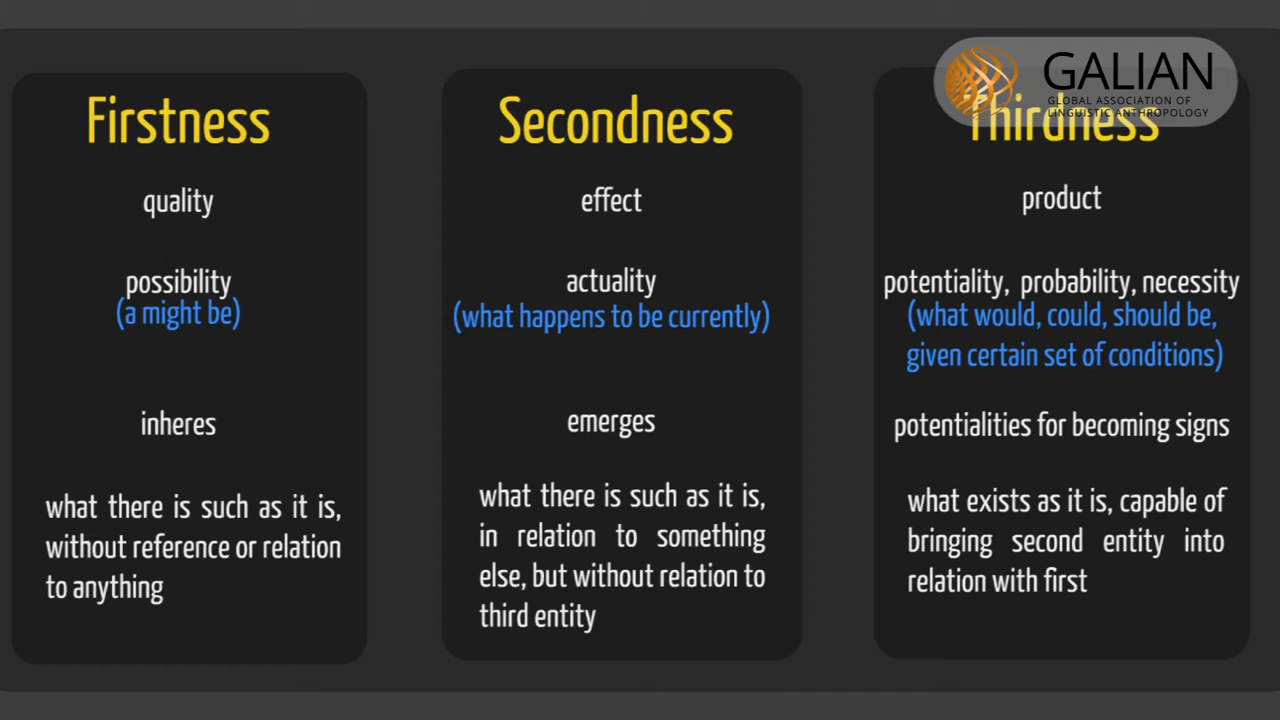 GALIAN
GLOBAL ASSOCIATION OF
LINGUISTIC ANTHROPOLOGY
Firstness
quality
possibility
(a might be)
inheres
what there is such as it is,
without reference or relation
to anything
Secondness
effect
actuality
(what happens to be currently)
emerges
what there is such as it is,
in relation to something
else, but without relation to
third entity
Thirdness
product
potentiality, probability, necessity
(what would, could, should be,
given certain set of conditions)
potentialities for becoming signs
what exists as it is, capable of
bringing second entity into
relation with first